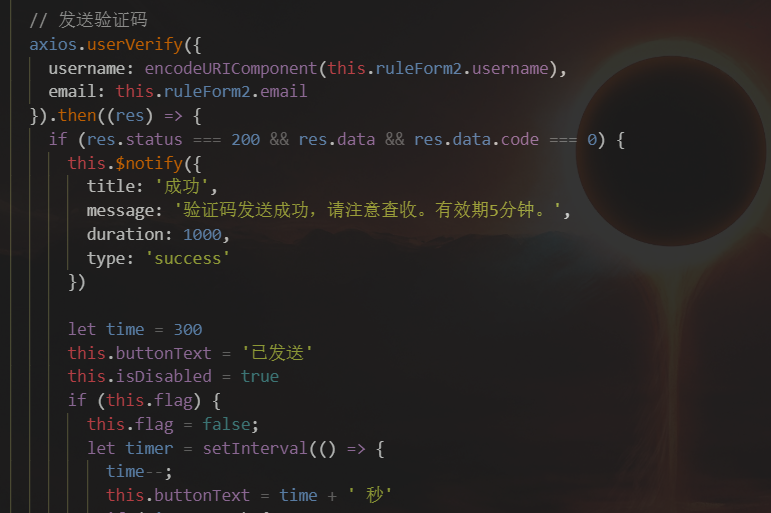 // 发送验证码
axios.userVerify({
username: encodeURIComponent(this.ruleForm2.username),
email: this.ruleForm2.email
}).then((res) => {
if (res.status === 200 && res.data && res.data.code === 0) {
this.$notify({
title: '成功',
message: '验证码发送成功，请注意查收。有效期5分钟。',
duration: 1000,
type: 'success'
})
let time = 300
this.buttonText = '已发送'
this.isDisabled = true
if (this.flag) {
this.flag = false;
let timer = setInterval(() => {
time--;
this.buttonText = time + ' 秒'